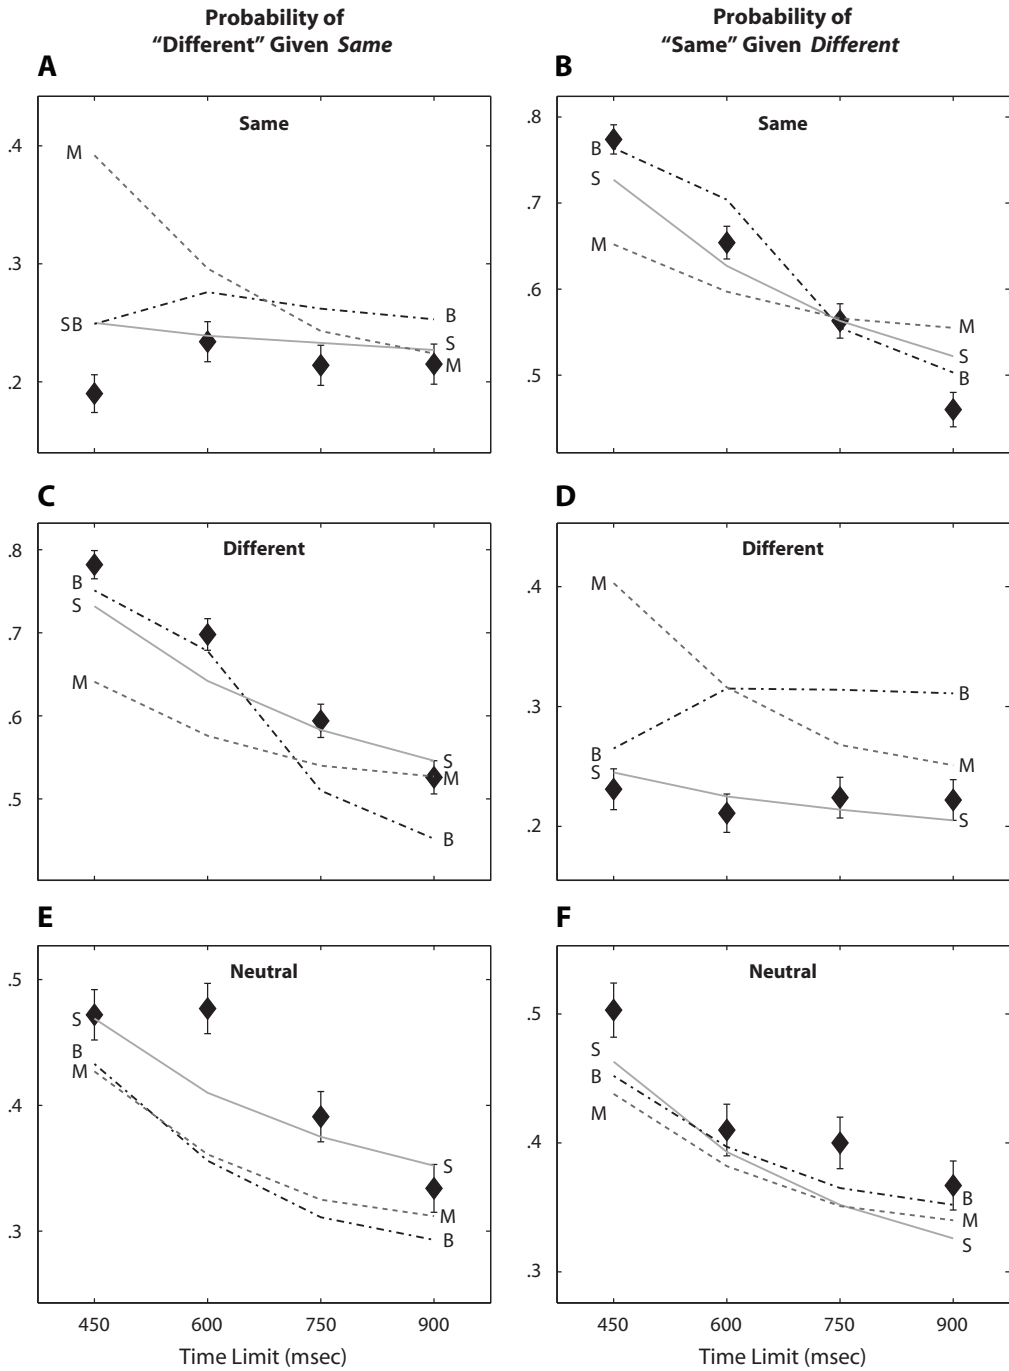 Probability of
“Different” Given Same
Probability of
“Same” Given Different
A
Same
.4
.3
.2
M
SB
B
S
M
B
Same
.8
.7
.6
.5
B
S
M
M
S
B
C
Different
.8
.7
.6
.5
B
S
M
S
M
B
D
Different
.4
.3
.2
M
B
S
B
M
S
E
Neutral
.5
.4
.3
S
B
M
S
M
B
450 600 750 900
Time Limit (msec)
F
Neutral
.5
.4
.3
S
B
M
B
M
S
450 600 750 900
Time Limit (msec)